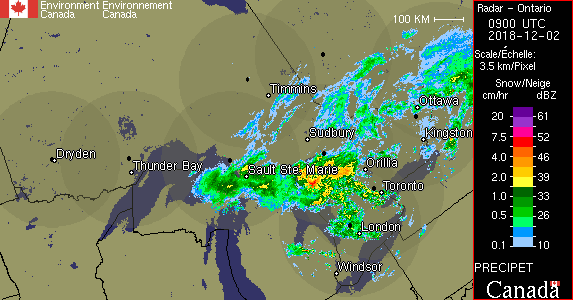 Environment Environnement
Canada Canada
100 KM
Timmins
Ottawa
Sudbury
Kingston
Dryden
Thunder Bay
Sault Ste. Marie
Orillia
Toronto
London
Windsor
Radar - Ontario
0900 UTC
2018-12-02
Scale/Échelle:
3.5 km/Pixel
Snow/Neige
cm/hr dBZ
20 61
7.5 52
4.0 46
2.0 39
1.0 33
0.5 26
0.1 10
PRECIPET
Canada